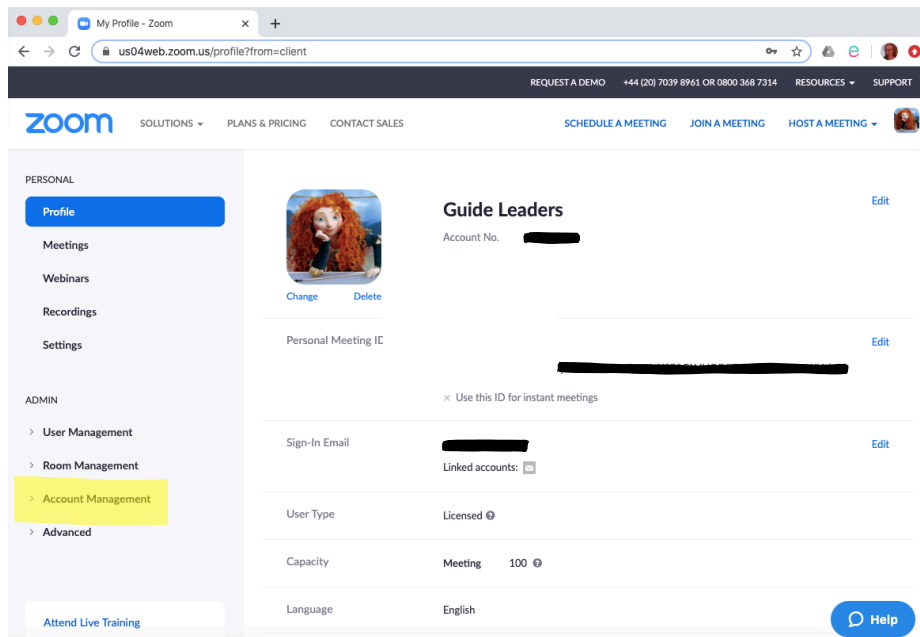 My Profile - Zoom
us04web.zoom.us/profile?from=client
REQUEST A DEMO +44 (20) 7039 8961 OR 0800 368 7314 RESOURCES SUPPORT
zoom SOLUTIONS PLANS & PRICING CONTACT SALES SCHEDULE A MEETING JOIN A MEETING HOST A MEETING
PERSONAL
Profile
Meetings
Webinars
Recordings
Settings
ADMIN
User Management
Room Management
Account Management
Advanced
Attend Live Training
Change Delete
Guide Leaders Edit
Account No.
Personal Meeting ID Edit
Use this ID for instant meetings
Sign-In Email Edit
Linked accounts:
User Type Licensed
Capacity Meeting 100
Language English
Help